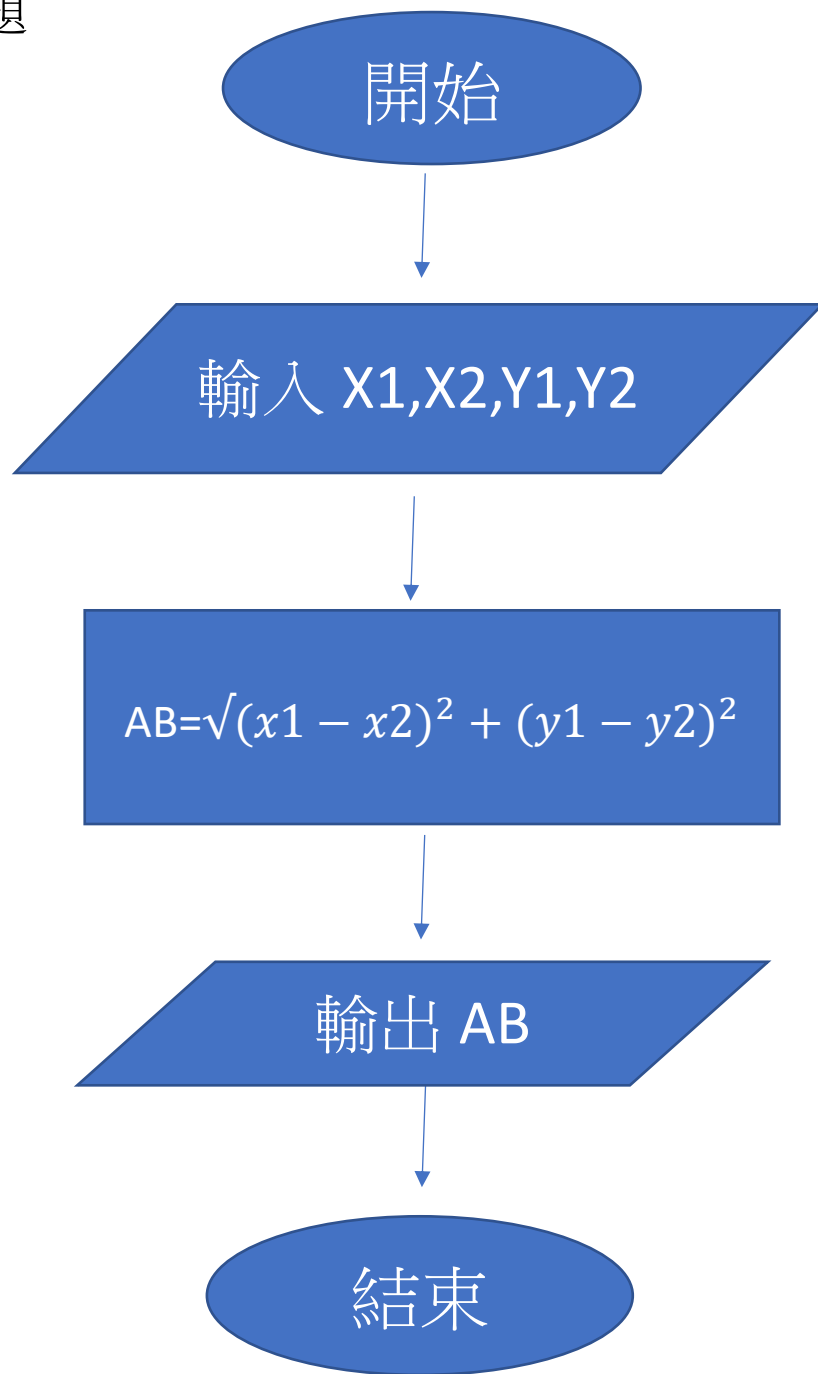 題
開始
輸入 X1,X2,Y1,Y2
AB=√(x1 − x2)² + (y1 − y2)²
輸出 AB
結束